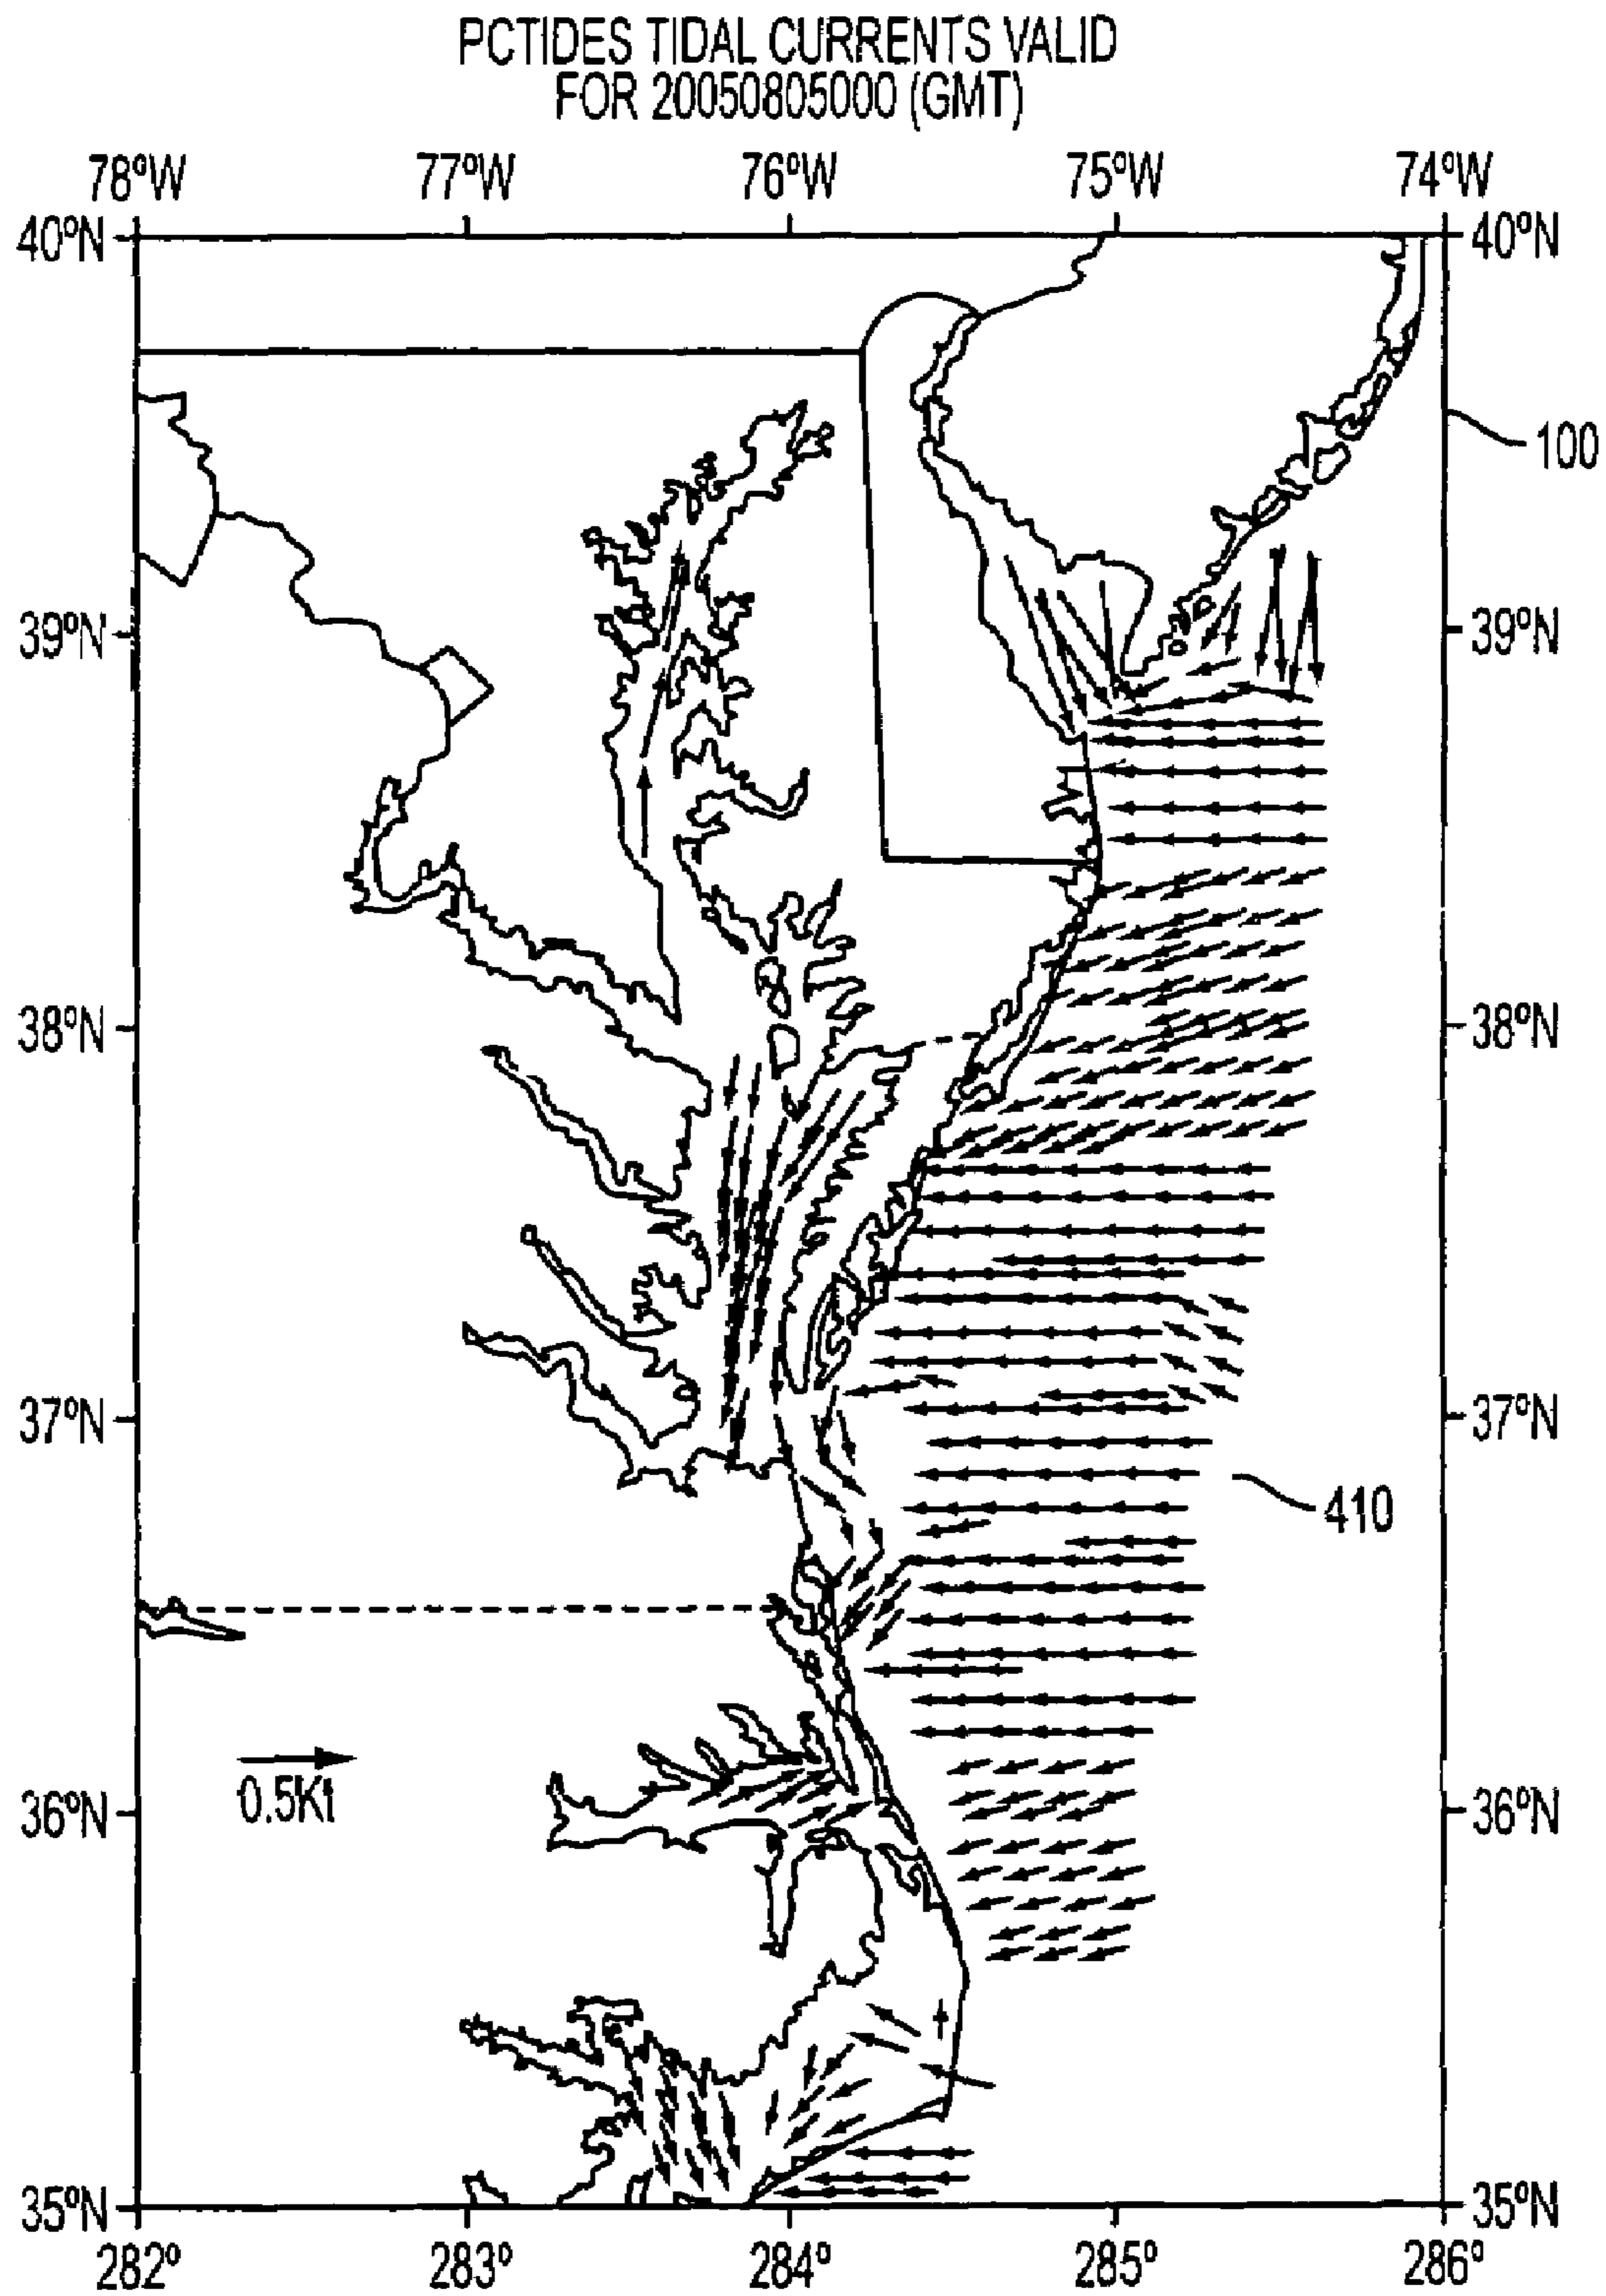 PCTIDES TIDAL CURRENTS VALID
FOR 20050805000 (GMT)
78°W 77°W 76°W 75°W 74°W
40°N 40°N
100
39°N 39°N
38°N 38°N
37°N 37°N
410
0.5Kt
36°N 36°N
35°N 35°N
282° 283° 284° 285° 286°